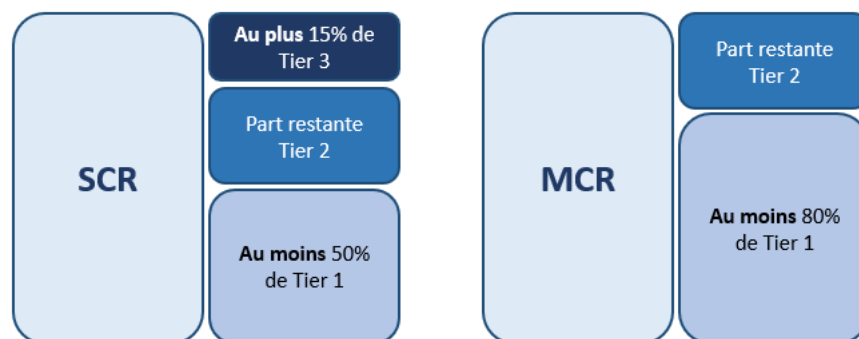 SCR
Au plus 15% de
Tier 3
Part restante
Tier 2
Au moins 50%
de Tier 1
MCR
Part restante
Tier 2
Au moins 80%
de Tier 1